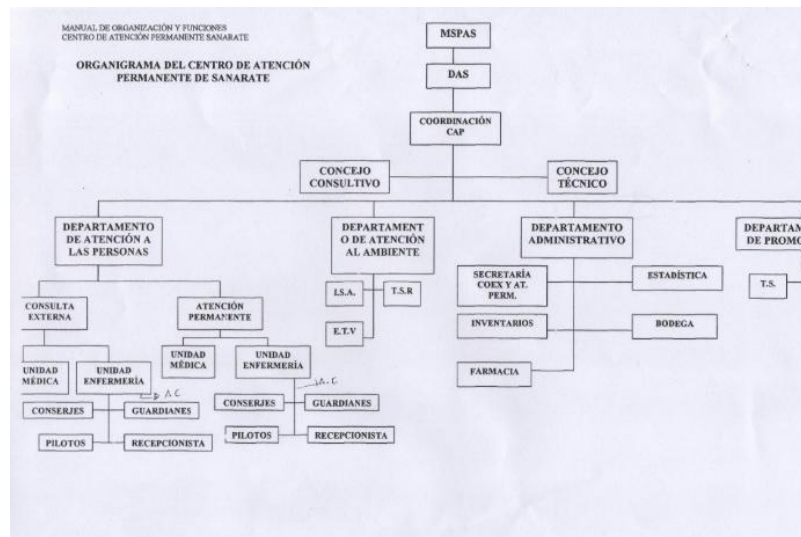 MANUAL DE ORGANIZACIÓN Y FUNCIONES
CENTRO DE ATENCIÓN PERMANENTE SANARATE
ORGANIGRAMA DEL CENTRO DE ATENCIÓN
PERMANENTE DE SANARATE
MSPAS
DAS
COORDINACIÓN
CAP
CONCEJO
CONSULTIVO
CONCEJO
TÉCNICO
DEPARTAMENTO
DE ATENCIÓN A
LAS PERSONAS
DEPARTAMENT
O DE ATENCIÓN
AL AMBIENTE
DEPARTAMENTO
ADMINISTRATIVO
DEPARTAM
DE PROMO
CONSULTA
EXTERNA
ATENCIÓN
PERMANENTE
I.S.A.
T.S.R
E.T.V
SECRETARÍA
COEX Y AT.
PERM.
ESTADÍSTICA
INVENTARIOS
BODEGA
FARMACIA
T.S.
UNIDAD
MÉDICA
UNIDAD
ENFERMERÍA
A.C
CONSERJES
GUARDIANES
PILOTOS
RECEPCIONISTA
UNIDAD
MÉDICA
UNIDAD
ENFERMERÍA
A.C
CONSERJES
GUARDIANES
PILOTOS
RECEPCIONISTA